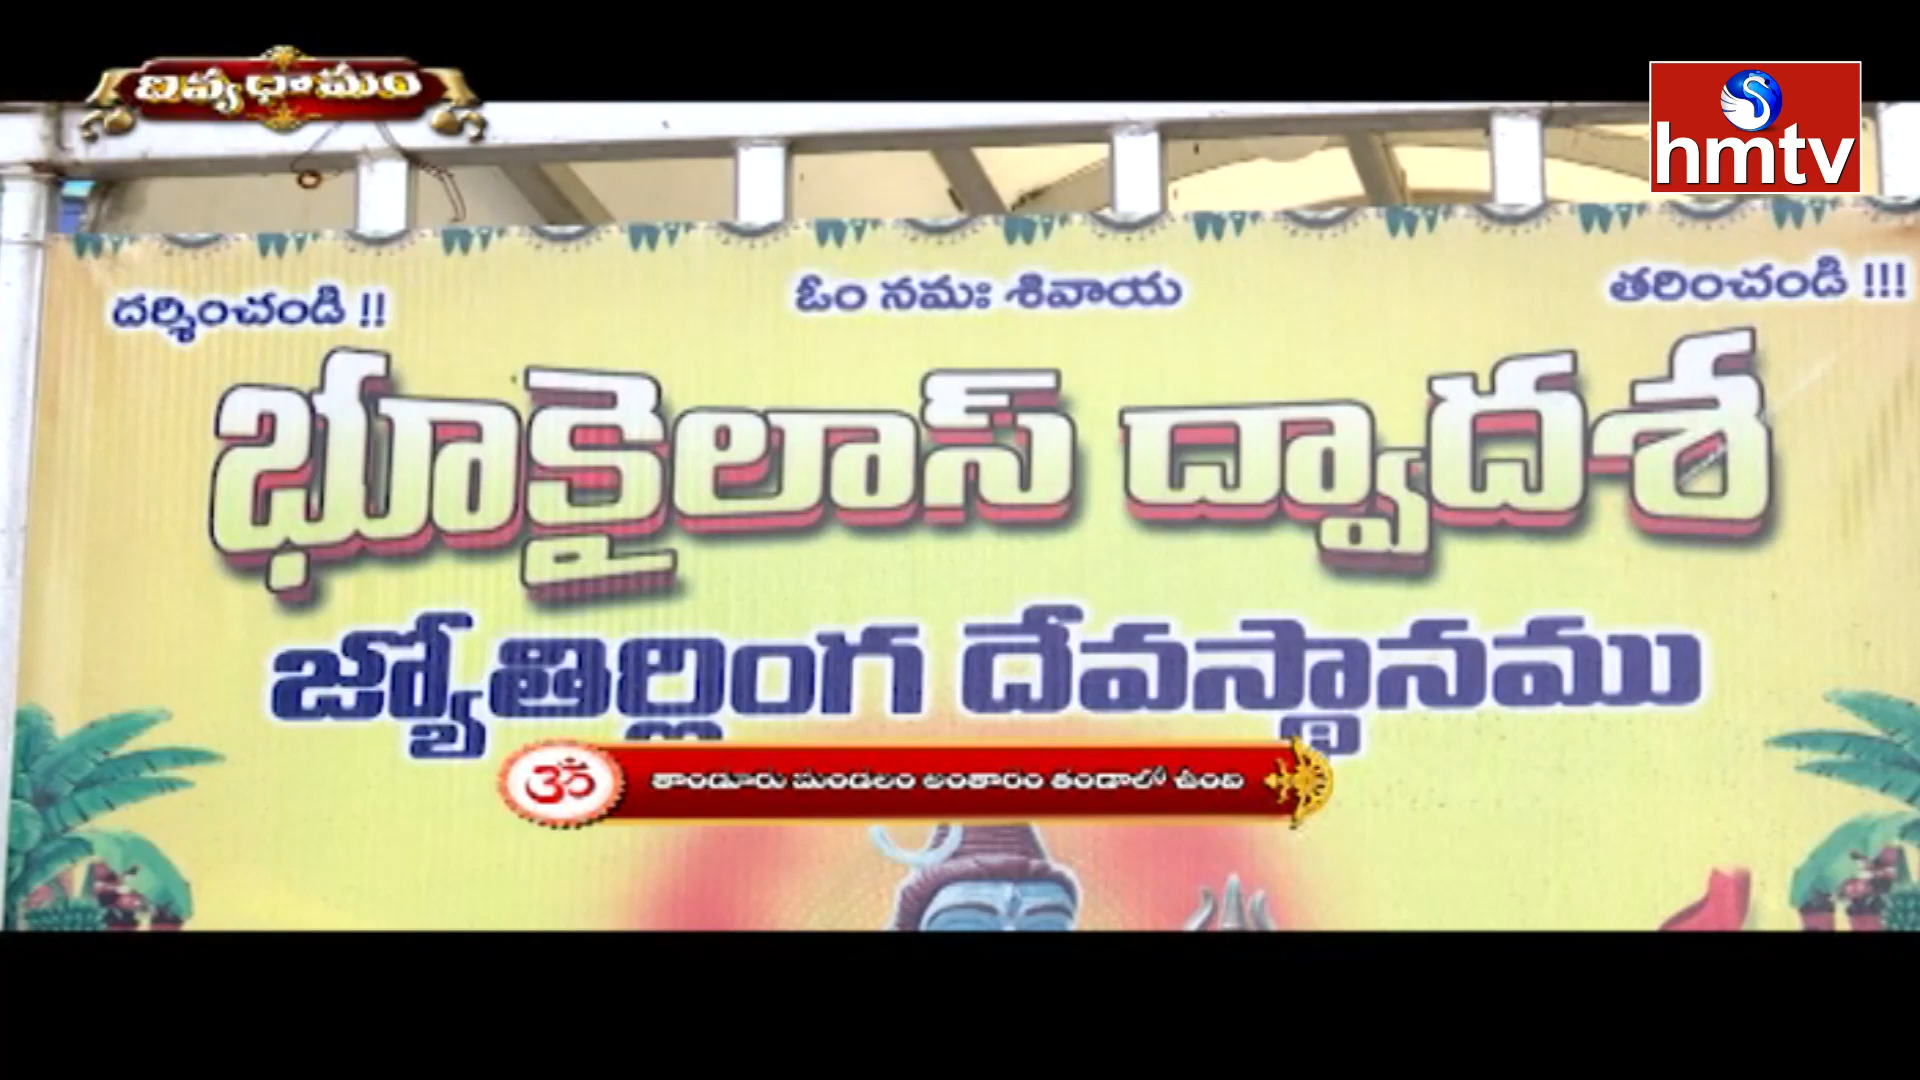 దివ్యధామం
hmtv
దర్శించండి !!
ఓం నమః శివాయ
తరించండి !!!
భూకైలాస్ ద్వాదశ
జ్యోతిర్లింగ దేవస్థానము
ॐ
తాండూరు మండలం అంతారం తండాలో ఉంది